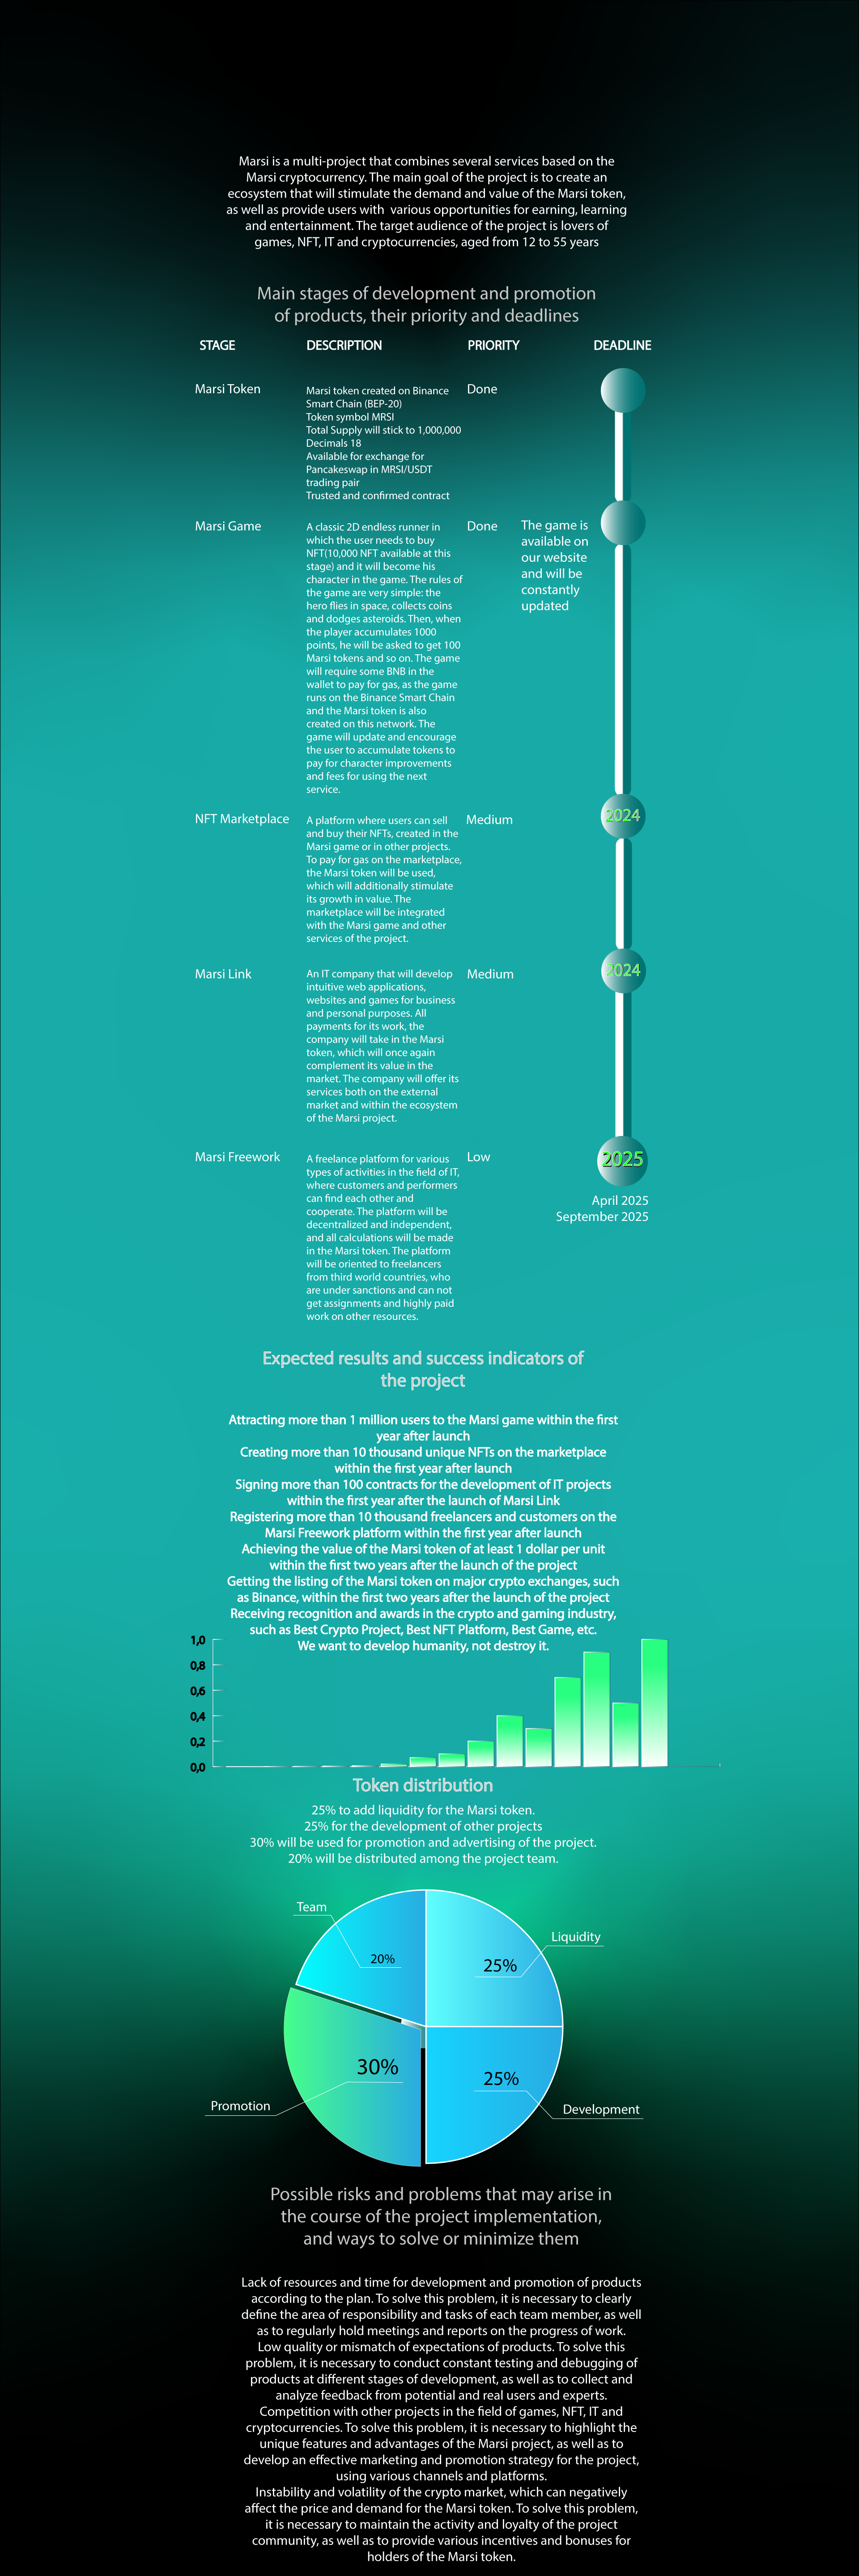 Marsi is a multi-project that combines several services based on the
Marsi cryptocurrency. The main goal of the project is to create an
ecosystem that will stimulate the demand and value of the Marsi token,
as well as provide users with various opportunities for earning, learning
and entertainment. The target audience of the project is lovers of
games, NFT, IT and cryptocurrencies, aged from 12 to 55 years
Main stages of development and promotion
of products, their priority and deadlines
STAGE DESCRIPTION PRIORITY DEADLINE
Marsi Token
Marsi token created on Binance
Smart Chain (BEP-20)
Token symbol MRSI
Total Supply will stick to 1,000,000
Decimals 18
Available for exchange for
Pancakeswap in MRSI/USDT
trading pair
Trusted and confirmed contract
Done
Marsi Game
A classic 2D endless runner in
which the user needs to buy
NFT(10,000 NFT available at this
stage) and it will become his
character in the game. The rules of
the game are very simple: the
hero flies in space, collects coins
and dodges asteroids. Then, when
the player accumulates 1000
points, he will be asked to get 100
Marsi tokens and so on. The game
will require some BNB in the
wallet to pay for gas, as the game
runs on the Binance Smart Chain
and the Marsi token is also
created on this network. The
game will update and encourage
the user to accumulate tokens to
pay for character improvements
and fees for using the next
service.
Done
The game is
available on
our website
and will be
constantly
updated
NFT Marketplace
A platform where users can sell
and buy their NFTs, created in the
Marsi game or in other projects.
To pay for gas on the marketplace,
the Marsi token will be used,
which will additionally stimulate
its growth in value. The
marketplace will be integrated
with the Marsi game and other
services of the project.
Medium
2024
Marsi Link
An IT company that will develop
intuitive web applications,
websites and games for business
and personal purposes. All
payments for its work, the
company will take in the Marsi
token, which will once again
complement its value in the
market. The company will offer its
services both on the external
market and within the ecosystem
of the Marsi project.
Medium
2024
Marsi Freework
A freelance platform for various
types of activities in the field of IT,
where customers and performers
can find each other and
cooperate. The platform will be
decentralized and independent,
and all calculations will be made
in the Marsi token. The platform
will be oriented to freelancers
from third world countries, who
are under sanctions and can not
get assignments and highly paid
work on other resources.
Low
2025
April 2025
September 2025
Expected results and success indicators of
the project
Attracting more than 1 million users to the Marsi game within the first
year after launch
Creating more than 10 thousand unique NFTs on the marketplace
within the first year after launch
Signing more than 100 contracts for the development of IT projects
within the first year after the launch of Marsi Link
Registering more than 10 thousand freelancers and customers on the
Marsi Freework platform within the first year after launch
Achieving the value of the Marsi token of at least 1 dollar per unit
within the first two years after the launch of the project
Getting the listing of the Marsi token on major crypto exchanges, such
as Binance, within the first two years after the launch of the project
Receiving recognition and awards in the crypto and gaming industry,
such as Best Crypto Project, Best NFT Platform, Best Game, etc.
We want to develop humanity, not destroy it.
1,0
0,8
0,6
0,4
0,2
0,0
Token distribution
25% to add liquidity for the Marsi token.
25% for the development of other projects
30% will be used for promotion and advertising of the project.
20% will be distributed among the project team.
Team
20%
Liquidity
25%
30%
Promotion
25%
Development
Possible risks and problems that may arise in
the course of the project implementation,
and ways to solve or minimize them
Lack of resources and time for development and promotion of products
according to the plan. To solve this problem, it is necessary to clearly
define the area of responsibility and tasks of each team member, as well
as to regularly hold meetings and reports on the progress of work.
Low quality or mismatch of expectations of products. To solve this
problem, it is necessary to conduct constant testing and debugging of
products at different stages of development, as well as to collect and
analyze feedback from potential and real users and experts.
Competition with other projects in the field of games, NFT, IT and
cryptocurrencies. To solve this problem, it is necessary to highlight the
unique features and advantages of the Marsi project, as well as to
develop an effective marketing and promotion strategy for the project,
using various channels and platforms.
Instability and volatility of the crypto market, which can negatively
affect the price and demand for the Marsi token. To solve this problem,
it is necessary to maintain the activity and loyalty of the project
community, as well as to provide various incentives and bonuses for
holders of the Marsi token.